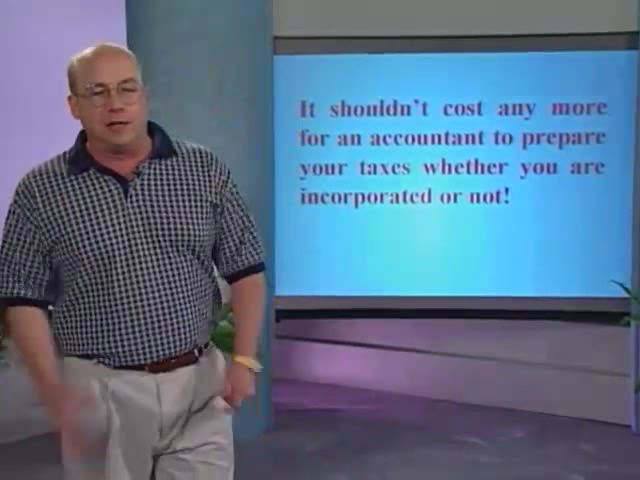 It shouldn't cost any more
for an accountant to prepare
your taxes whether you are
incorporated or not!